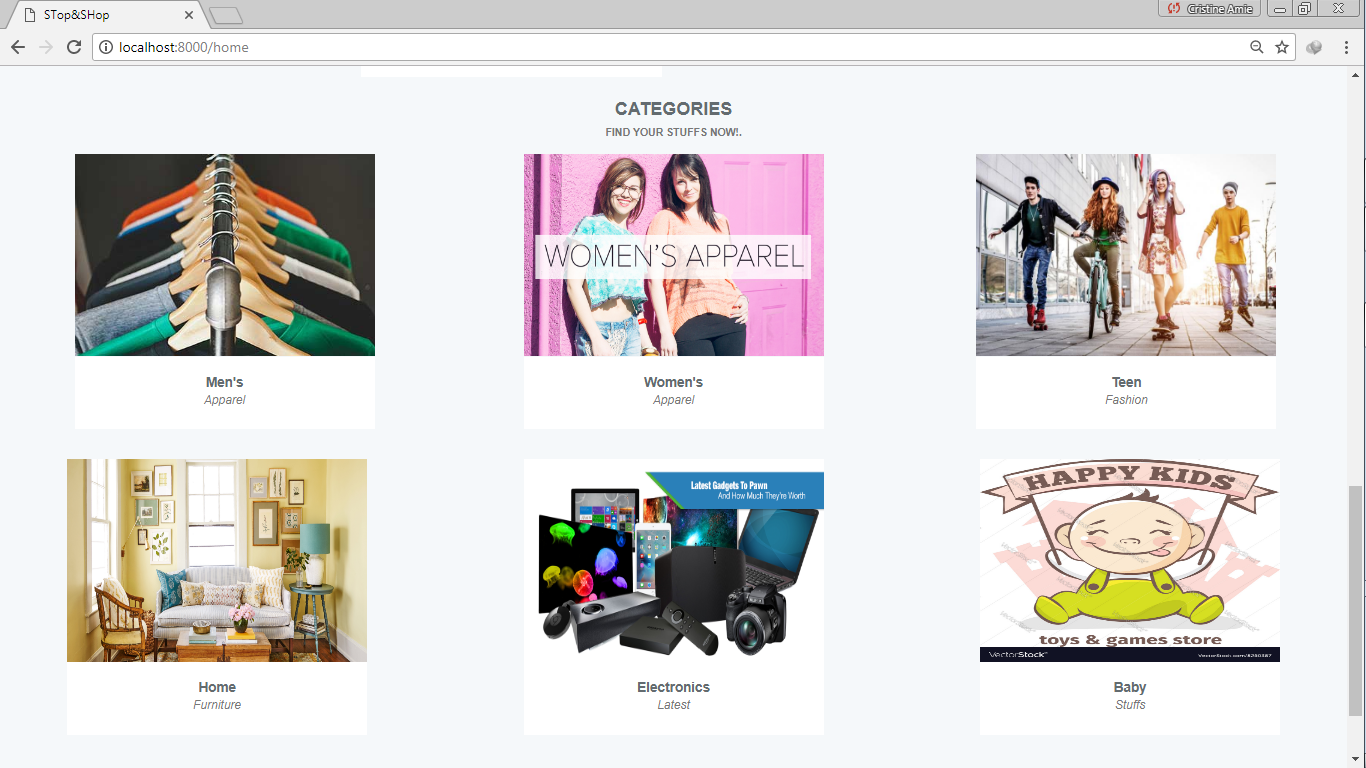 STop&SHop
Cristine Amie
localhost:8000/home
CATEGORIES
FIND YOUR STUFFS NOW!.
WOMEN'S APPAREL
Men's
Apparel
Women's
Apparel
Teen
Fashion
Latest Gadgets To Pawn
And How Much They're Worth
HAPPY KIDS
toys & games store
VectorStock
VectorStock.com/8260387
Home
Furniture
Electronics
Latest
Baby
Stuffs